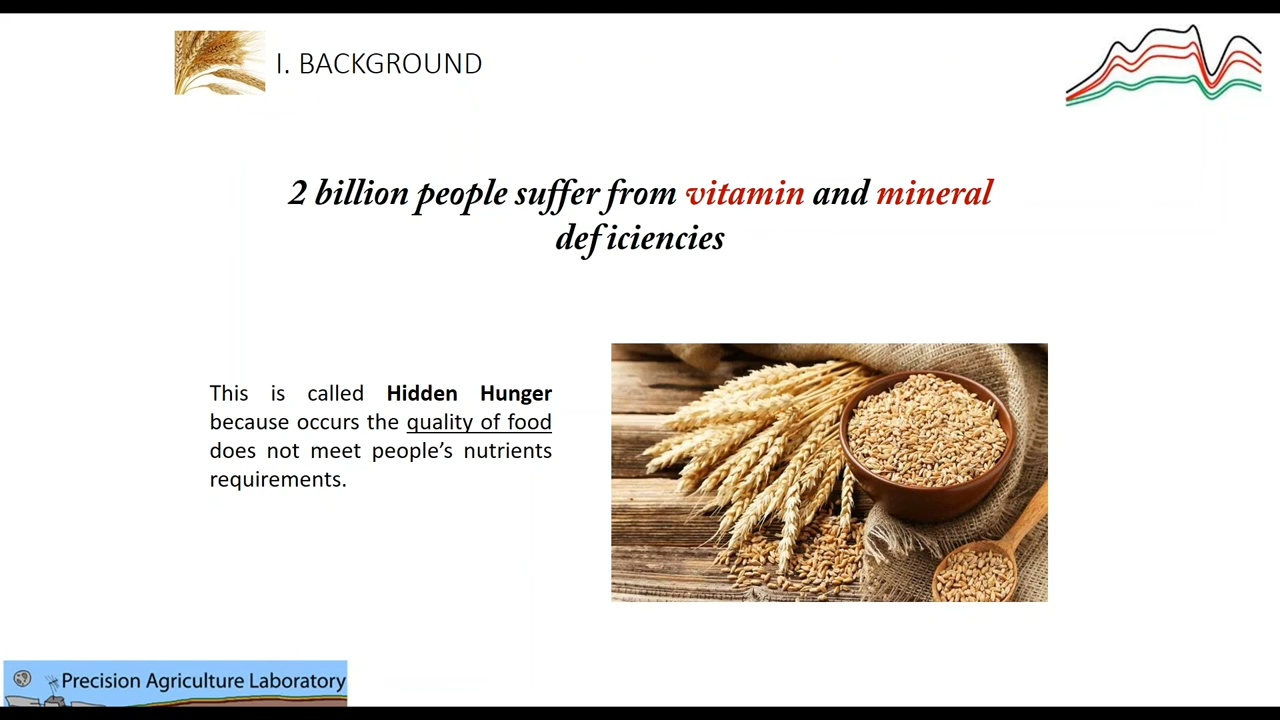 I. BACKGROUND
2 billion people suffer from vitamin and mineral
deficiencies
This is called Hidden Hunger
because occurs the quality of food
does not meet people's nutrients
requirements.
Precision Agriculture Laboratory